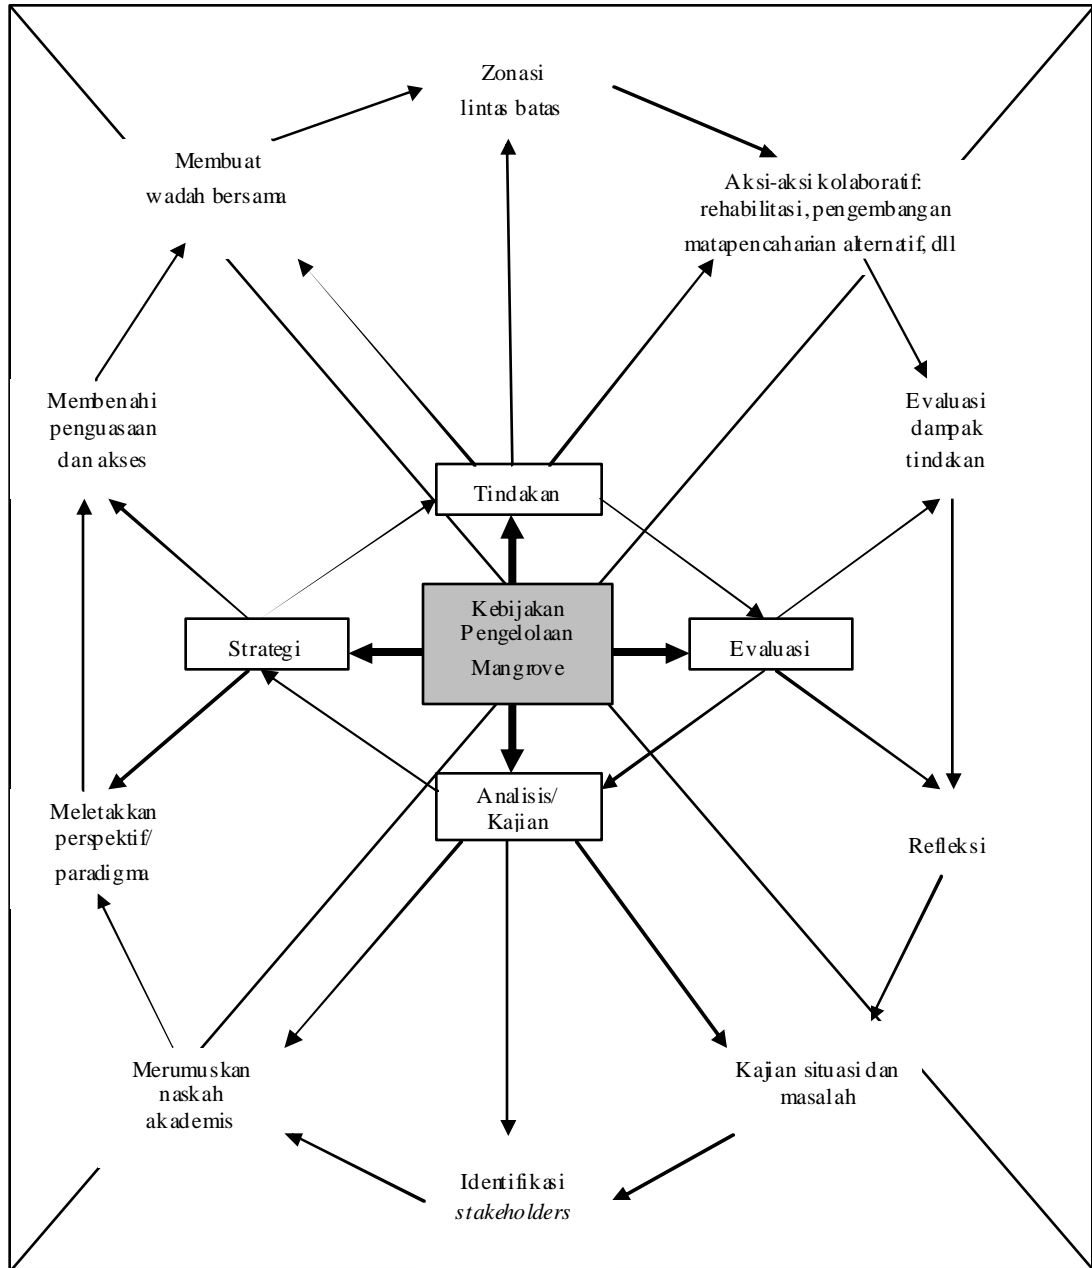 Zonasi
lintas batas
Membuat
wadah bersama
Aksi-aksi kolaboratif:
rehabilitasi, pengembangan
matapencaharian alternatif, dll
Membenahi
penguasaan
dan akses
Evaluasi
dampak
tindakan
Tindakan
Kebijakan
Pengelolaan
Mangrove
Strategi
Evaluasi
Analisis/
Kajian
Meletakkan
perspektif/
paradigma
Refleksi
Merumuskan
naskah
akademis
Kajian situasi dan
masalah
Identifikasi
stakeholders